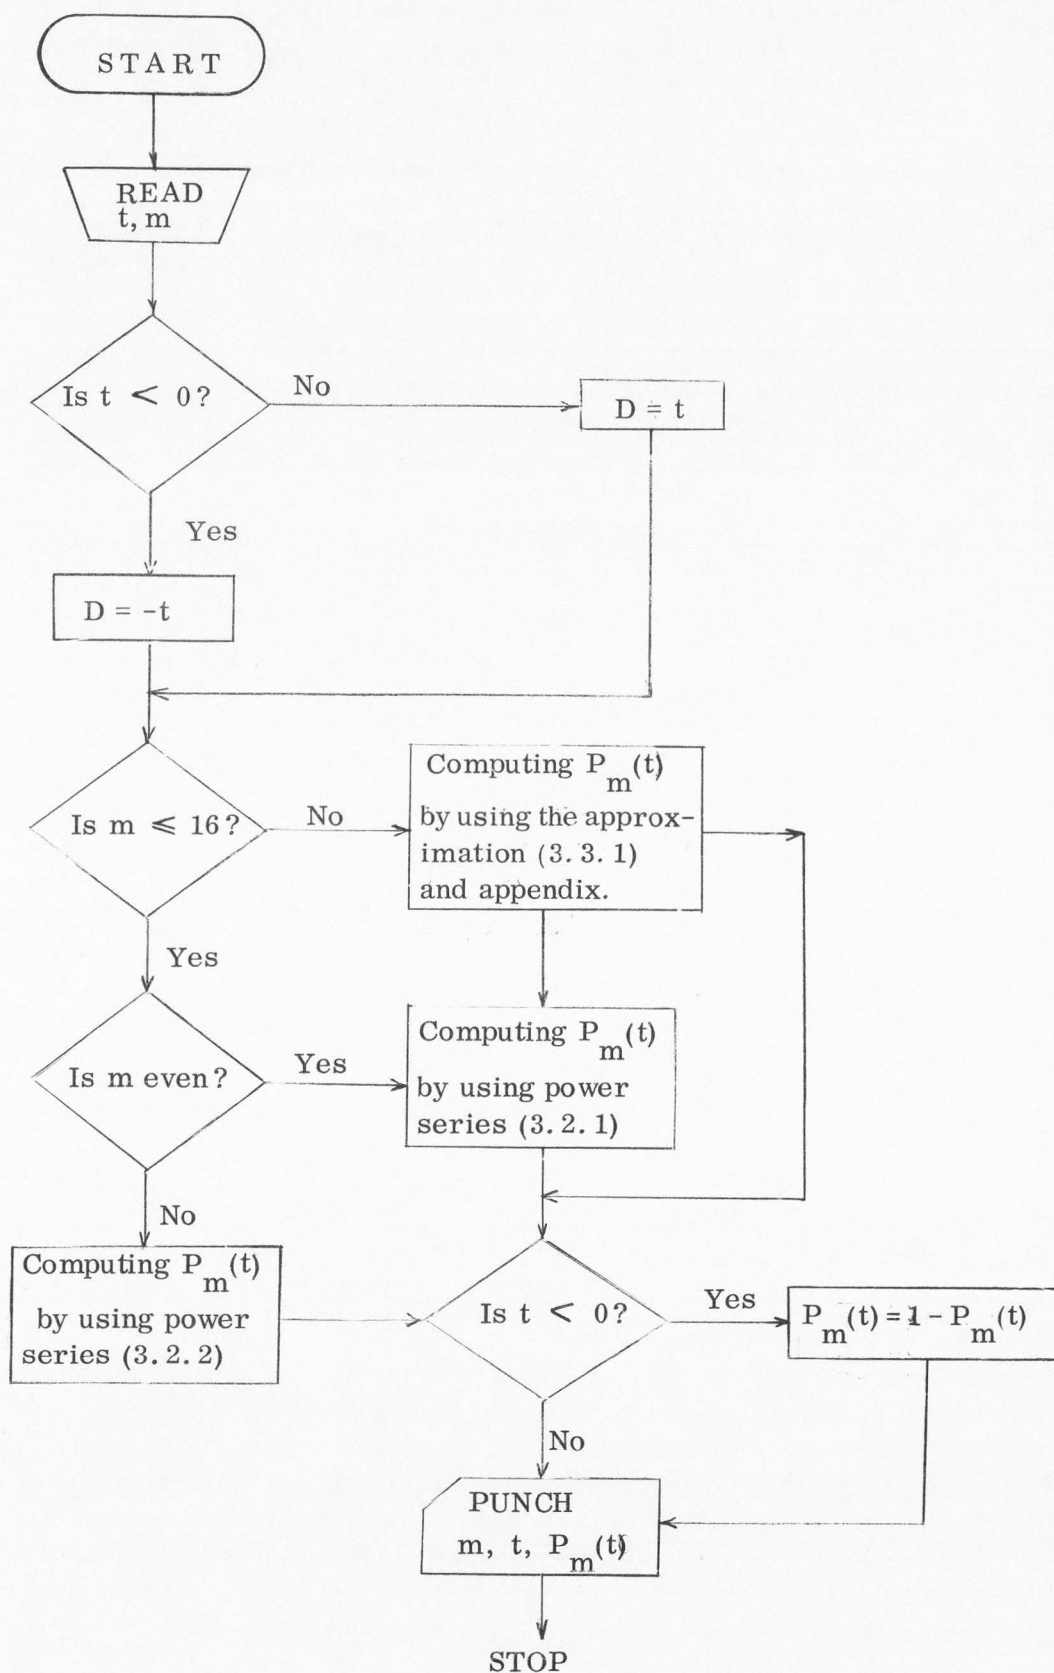 START
READ
t, m
Is t < 0?
No
D = t
Yes
D = -t
Is m ≤ 16?
No
Computing P_m(t)
by using the approx-
imation (3.3.1)
and appendix.
Yes
Is m even?
Yes
Computing P_m(t)
by using power
series (3.2.1)
No
Computing P_m(t)
by using power
series (3.2.2)
Is t < 0?
Yes
P_m(t) = 1 - P_m(t)
No
PUNCH
m, t, P_m(t)
STOP